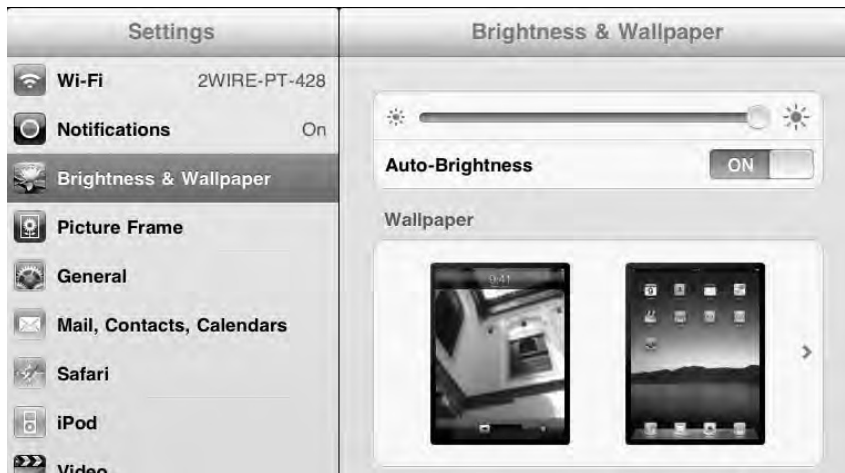 Settings
Wi-Fi 2WIRE-PT-428
Notifications On
Brightness & Wallpaper
Picture Frame
General
Mail, Contacts, Calendars
Safari
iPod
Video
Brightness & Wallpaper
Auto-Brightness ON
Wallpaper
9:41